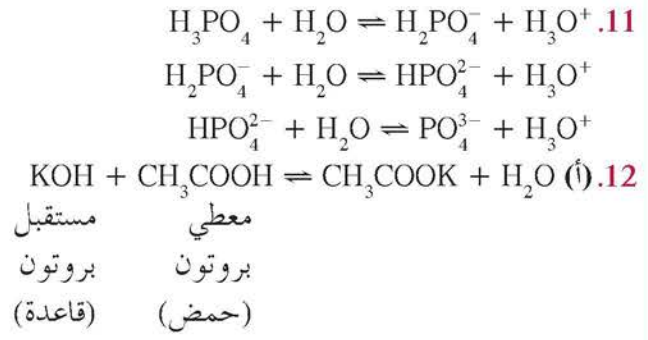 11. H₃PO₄ + H₂O ⇌ H₂PO₄⁻ + H₃O⁺
H₂PO₄⁻ + H₂O ⇌ HPO₄²⁻ + H₃O⁺
HPO₄²⁻ + H₂O ⇌ PO₄³⁻ + H₃O⁺
12. (أ) KOH + CH₃COOH ⇌ CH₃COOK + H₂O
معطي مستقبل
بروتون بروتون
(حمض) (قاعدة)